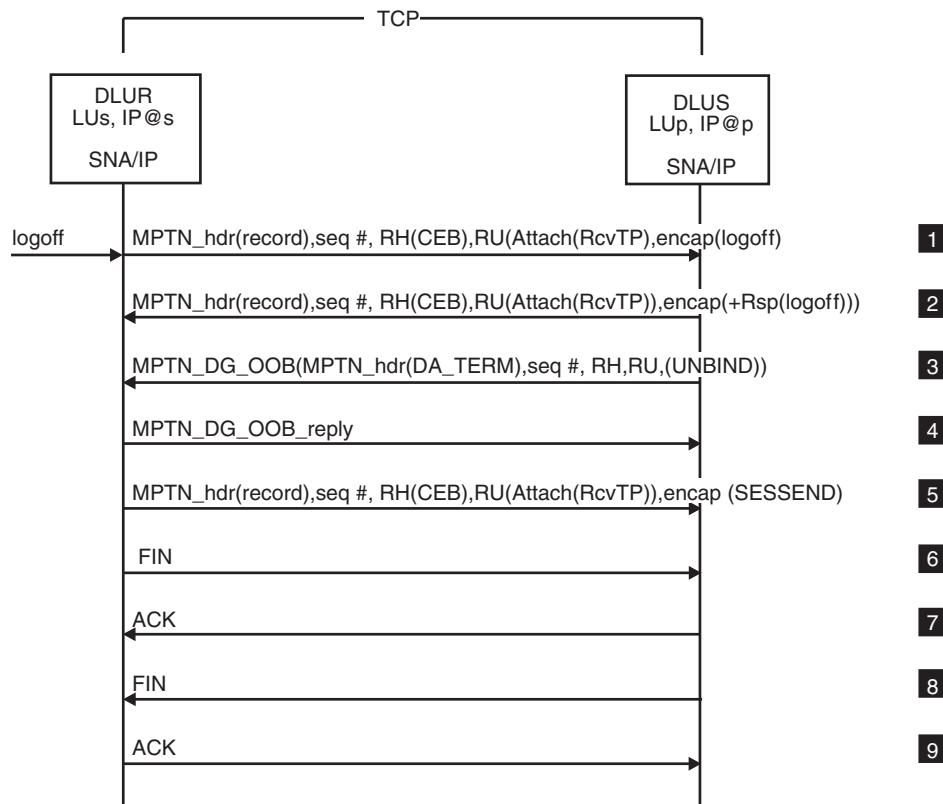 TCP
DLUR
LUs, IP@s
SNA/IP
DLUS
LUp, IP@p
SNA/IP
logoff
MPTN_hdr(record),seq #, RH(CEB),RU(Attach(RcvTP),encap(logoff)
1
MPTN_hdr(record),seq #, RH(CEB),RU(Attach(RcvTP)),encap(+Rsp(logoff)))
2
MPTN_DG_OOB(MPTN_hdr(DA_TERM),seq #, RH,RU,(UNBIND))
3
MPTN_DG_OOB_reply
4
MPTN_hdr(record),seq #, RH(CEB),RU(Attach(RcvTP)),encap (SESSEND)
5
FIN
6
ACK
7
FIN
8
ACK
9